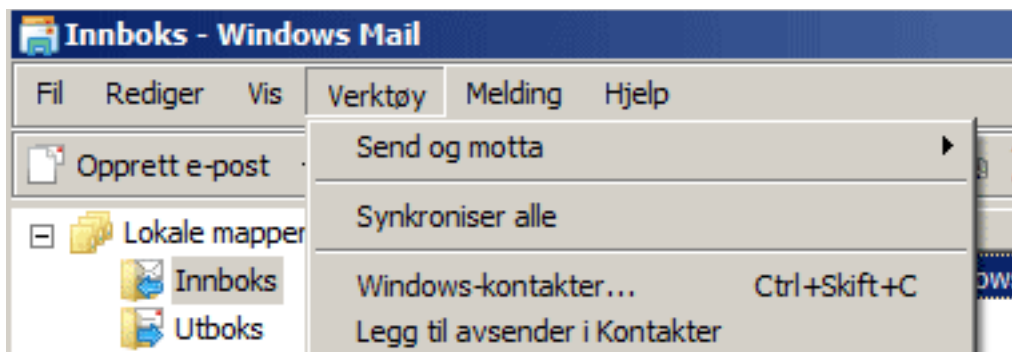 Innboks - Windows Mail
Fil Rediger Vis Verktøy Melding Hjelp
Opprett e-post
Send og motta
Synkroniser alle
Lokale mapper
Innboks
Windows-kontakter... Ctrl+Skift+C
Utboks
Legg til avsender i Kontakter